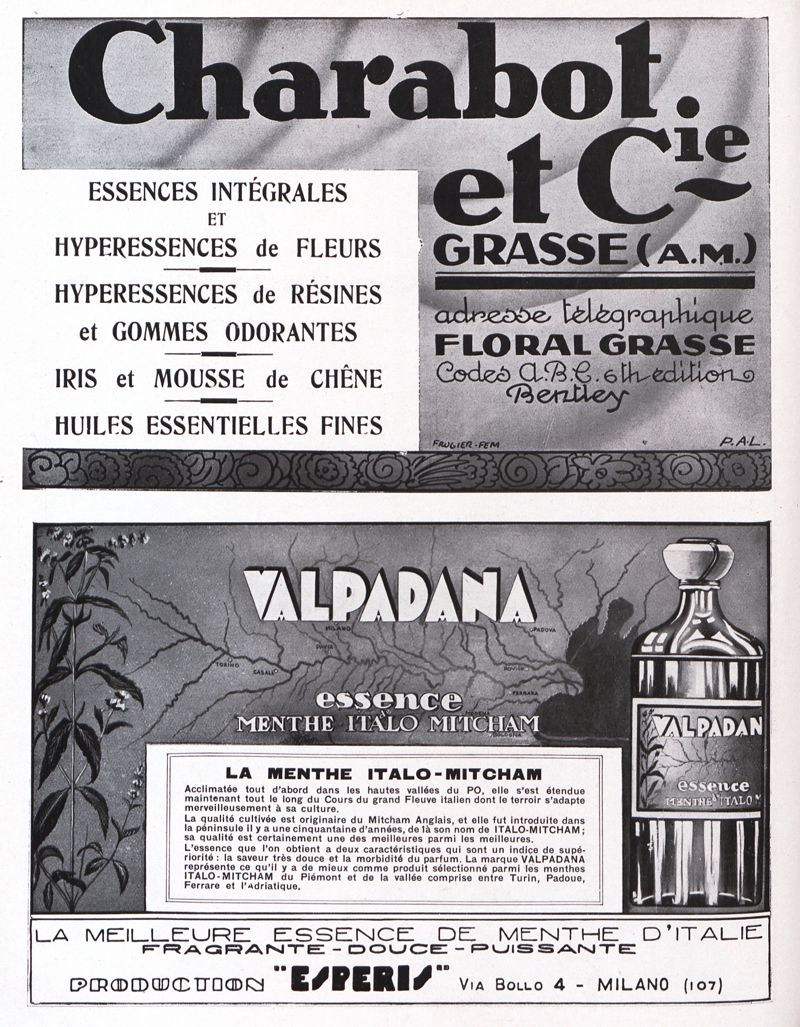 Charabot
et Cie
GRASSE (A.M.)
adresse télégraphique
FLORAL GRASSE
Codes A.B.C. 6th edition
Bentley
FRUGIER-FEM
P.A.L.
ESSENCES INTÉGRALES
ET
HYPERESSENCES de FLEURS
HYPERESSENCES de RÉSINES
et GOMMES ODORANTES
IRIS et MOUSSE de CHÊNE
HUILES ESSENTIELLES FINES
VALPADANA
MILANO
PADOVA
PAVIA
TORINO
CASALE
ROVIGO
FERRARA
MODENA
BOLOGNA
essence
MENTHE ITALO MITCHAM
VALPADAN
essence
MENTHE ITALO M
LA MENTHE ITALO-MITCHAM
Acclimatée tout d'abord dans les hautes vallées du PO, elle s'est étendue
maintenant tout le long du Cours du grand Fleuve italien dont le terroir s'adapte
merveilleusement à sa culture.
La qualité cultivée est originaire du Mitcham Anglais, et elle fut introduite dans
la péninsule il y a une cinquantaine d'années, de là son nom de ITALO-MITCHAM;
sa qualité est certainement une des meilleures parmi les meilleures.
L'essence que l'on obtient a deux caractéristiques qui sont un indice de supé-
riorité : la saveur très douce et la morbidité du parfum. La marque VALPADANA
représente ce qu'il y a de mieux comme produit sélectionné parmi les menthes
ITALO-MITCHAM du Piémont et de la vallée comprise entre Turin, Padoue,
Ferrare et l'Adriatique.
LA MEILLEURE ESSENCE DE MENTHE D'ITALIE
FRAGRANTE-DOUCE-PUISSANTE
PRODUCTION "ESPERIS" VIA BOLLO 4 - MILANO (107)